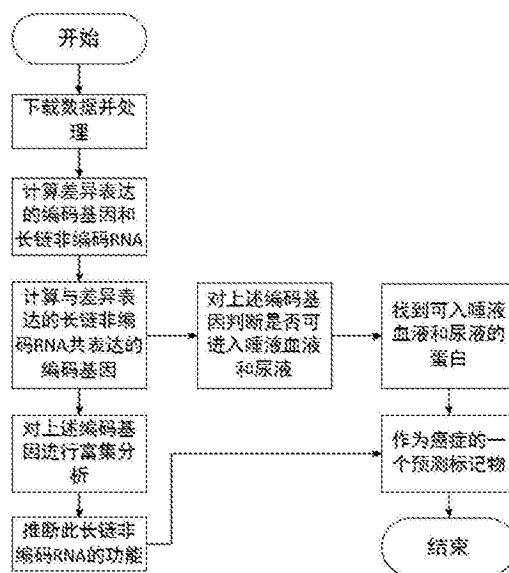 开始
下载数据并处
理
计算差异表达
的编码基因和
长链非编码RNA
计算与差异表
达的长链非编
码RNA共表达的
编码基因
对上述编码基
因判断是否可
进入唾液血液
和尿液
找到可入唾液
血液和尿液的
蛋白
对上述编码基
因进行富集分
析
作为癌症的一
个预测标记物
推断此长链非
编码RNA的功能
结束